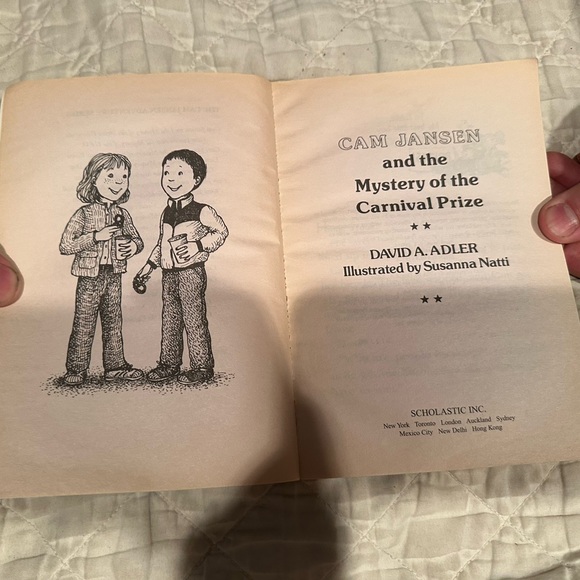 CAM JANSEN
and the
Mystery of the
Carnival Prize
★ ★
DAVID A. ADLER
Illustrated by Susanna Natti
★ ★
SCHOLASTIC INC.
New York Toronto London Auckland Sydney
Mexico City New Delhi Hong Kong